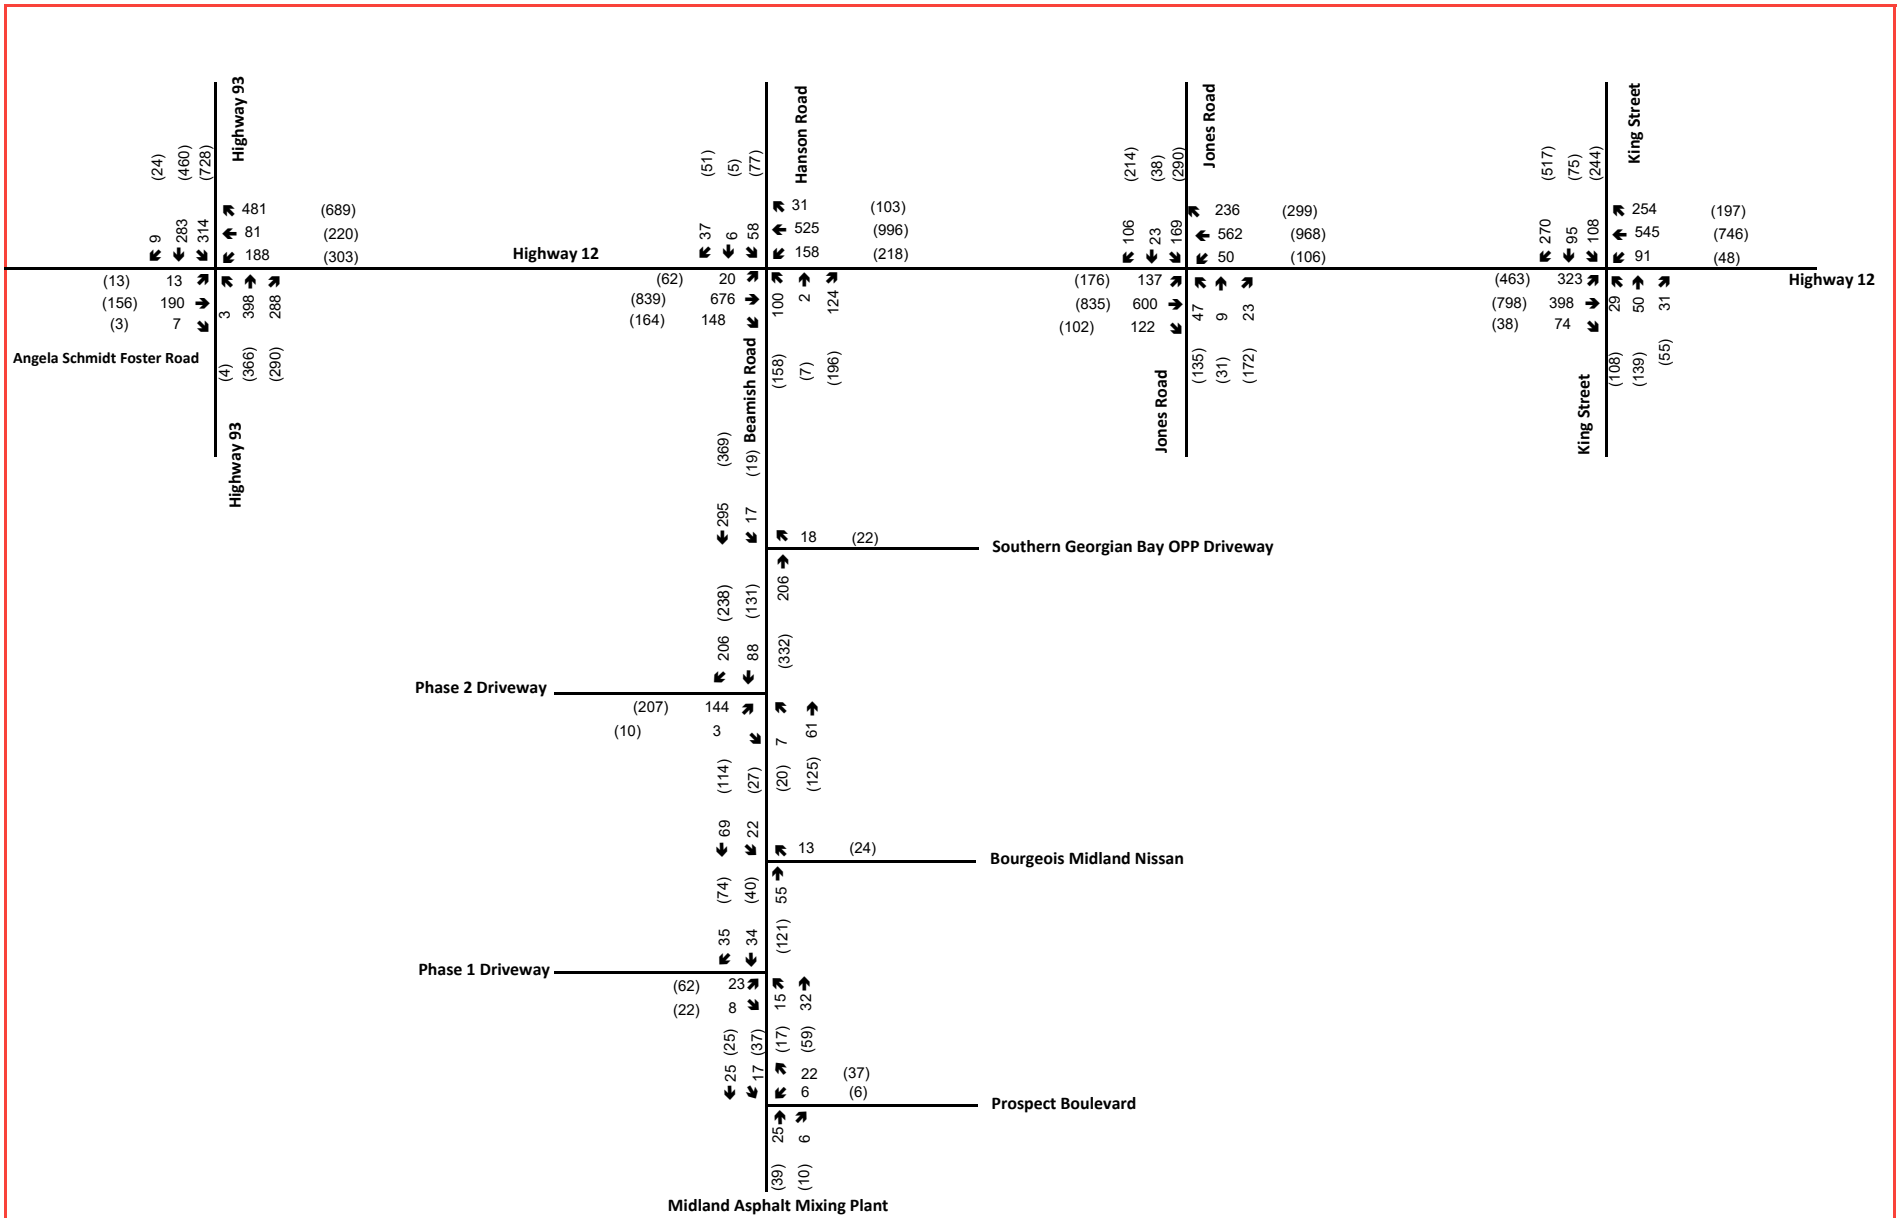 Highway 93
Hanson Road
Jones Road
King Street
(24) (460) (728)
(51) (5) (77)
(214) (38) (290)
(517) (75) (244)
9 283 314
481 (689)
81 (220)
188 (303)
37 6 58
31 (103)
525 (996)
158 (218)
106 23 169
236 (299)
562 (968)
50 (106)
270 95 108
254 (197)
545 (746)
91 (48)
Highway 12
Highway 12
(13) 13
(156) 190
(3) 7
3 398 288
(4) (366) (290)
Angela Schmidt Foster Road
Highway 93
(62) 20
(839) 676
(164) 148
100 2 124
(158) (7) (196)
Beamish Road
(176) 137
(835) 600
(102) 122
47 9 23
(135) (31) (172)
Jones Road
(463) 323
(798) 398
(38) 74
29 50 31
(108) (139) (55)
King Street
(369) (19)
295 17
18 (22)
Southern Georgian Bay OPP Driveway
206
(332)
(238) (131)
206 88
Phase 2 Driveway
(207) 144
(10) 3
7 61
(20) (125)
(114) (27)
69 22
13 (24)
Bourgeois Midland Nissan
55
(121)
(74) (40)
35 34
Phase 1 Driveway
(62) 23
(22) 8
15 32
(17) (59)
(25) (37)
25 17
22 (37)
6 (6)
Prospect Boulevard
25 6
(39) (10)
Midland Asphalt Mixing Plant